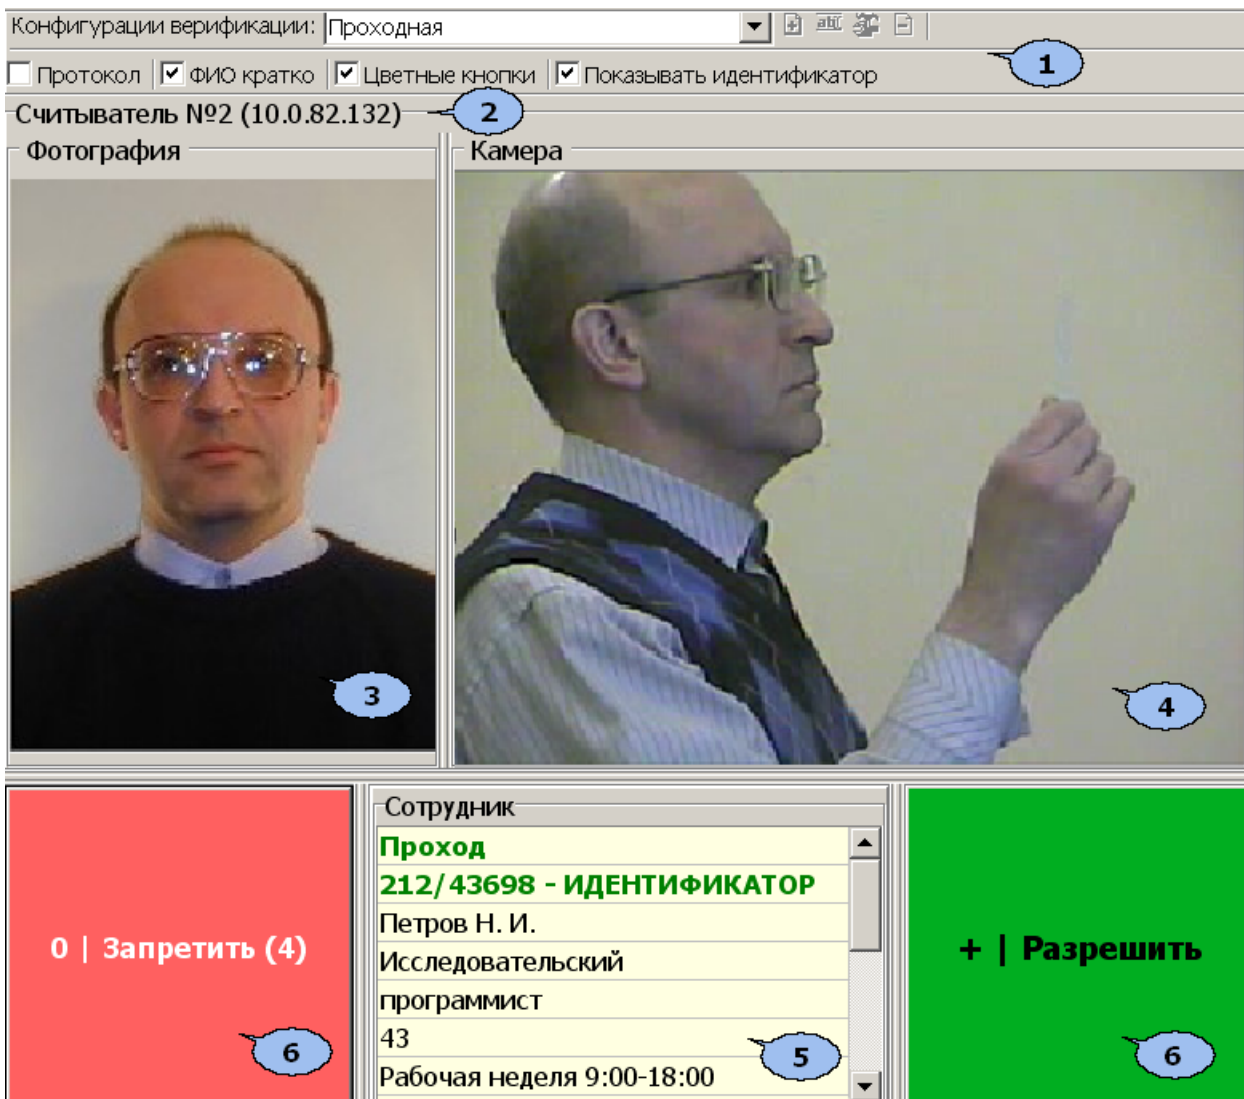 Конфигурации верификации: Проходная
1
Протокол ФИО кратко Цветные кнопки Показывать идентификатор
Считыватель №2 (10.0.82.132) 2
Фотография Камера
3
4
Сотрудник
Проход
212/43698 - ИДЕНТИФИКАТОР
Петров Н. И.
0 | Запретить (4)
+ | Разрешить
Исследовательский
программист
43
6
5
6
Рабочая неделя 9:00-18:00